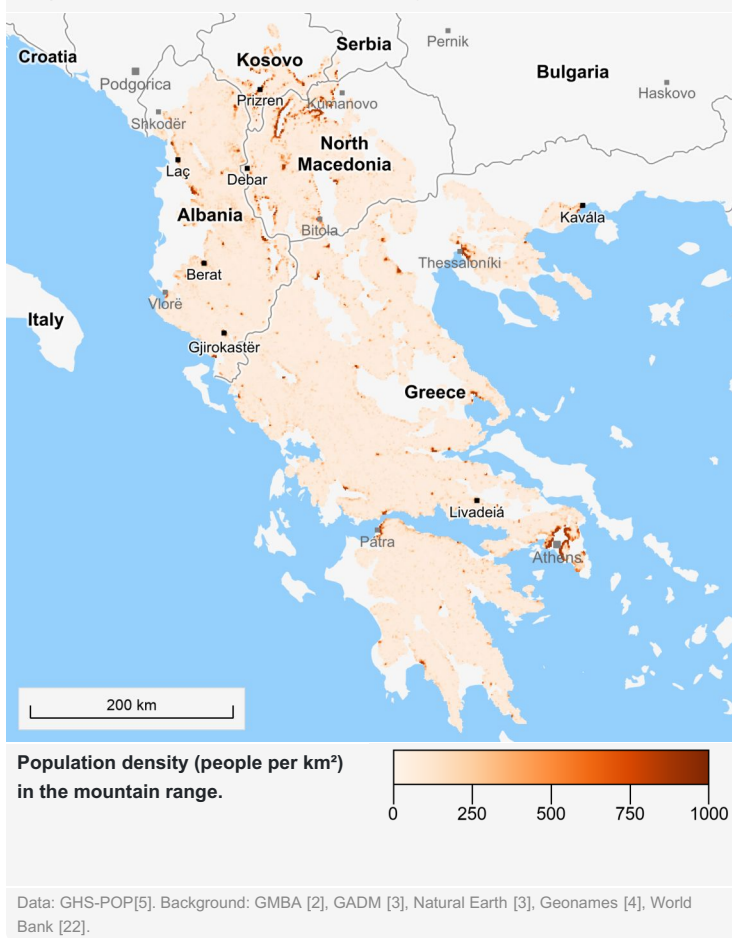 Croatia
Serbia
Pernik
Kosovo
Bulgaria
Podgorica
Haskovo
Prizren
Kumanovo
Shkodër
North
Macedonia
Laç
Debar
Albania
Kavála
Bitola
Thessaloníki
Berat
Vlorë
Italy
Gjirokastër
Greece
Livadeiá
Pátra
Athens
200 km
Population density (people per km²)
in the mountain range.
0 250 500 750 1000
Data: GHS-POP[5]. Background: GMBA [2], GADM [3], Natural Earth [3], Geonames [4], World
Bank [22].